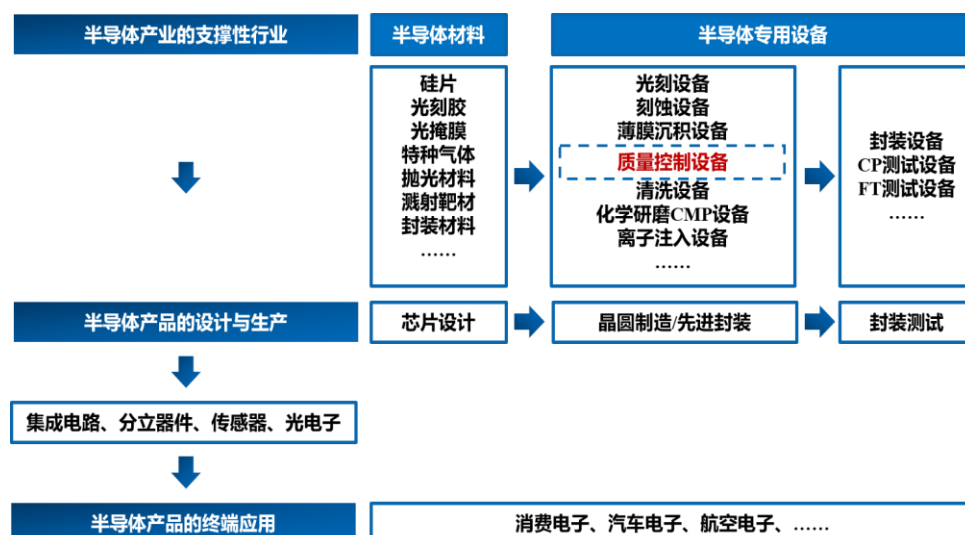 半导体产业的支撑性行业
半导体材料
半导体专用设备
硅片
光刻胶
光掩膜
特种气体
抛光材料
溅射靶材
封装材料
……
光刻设备
刻蚀设备
薄膜沉积设备
质量控制设备
清洗设备
化学研磨CMP设备
离子注入设备
……
封装设备
CP测试设备
FT测试设备
……
半导体产品的设计与生产
芯片设计
晶圆制造/先进封装
封装测试
集成电路、分立器件、传感器、光电子
半导体产品的终端应用
消费电子、汽车电子、航空电子、……